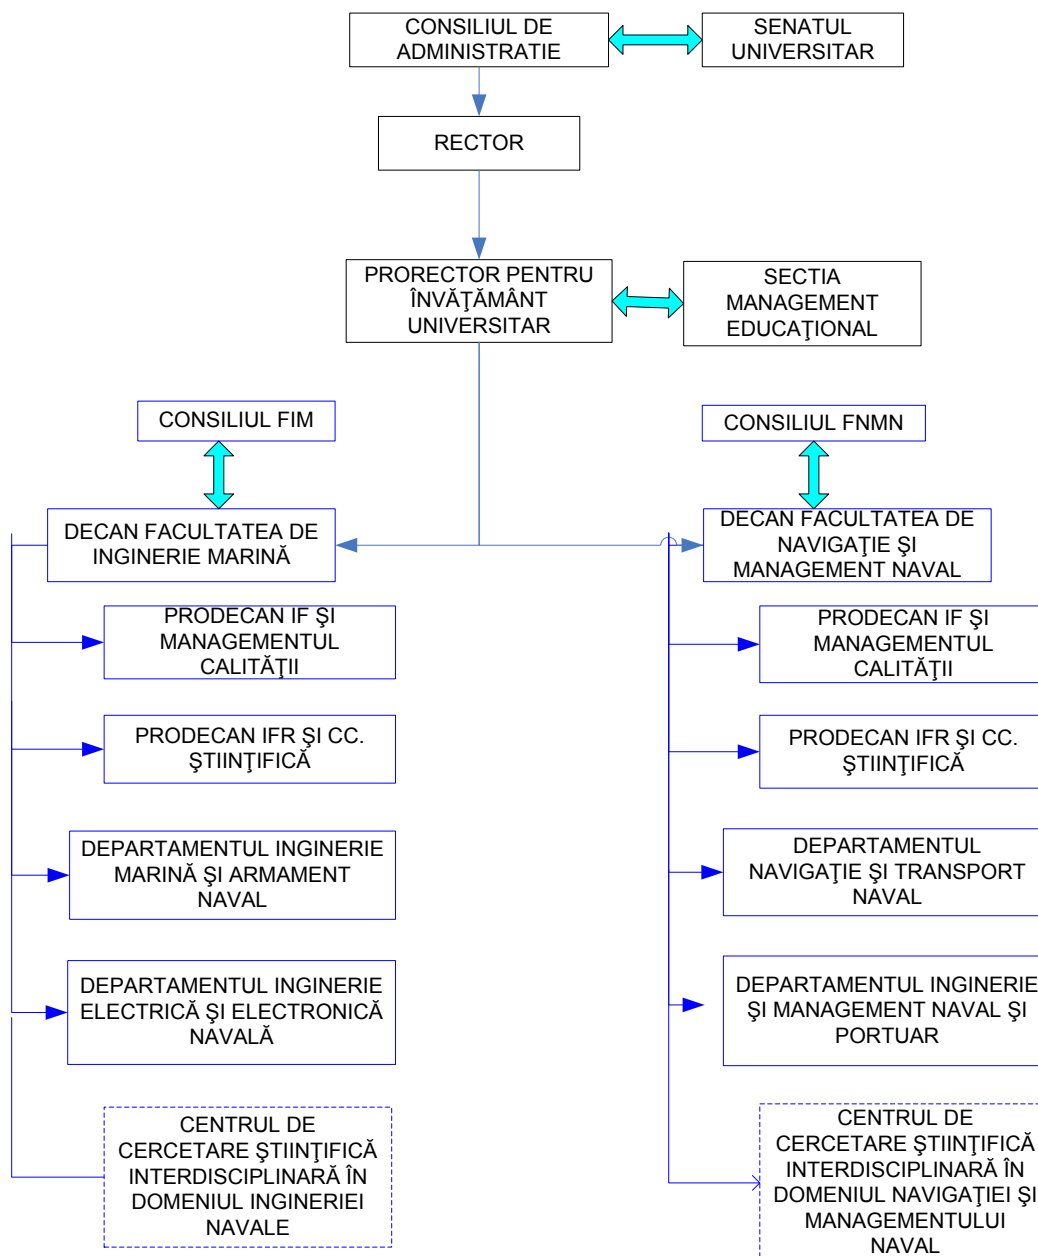 CONSILIUL DE
ADMINISTRATIE
SENATUL
UNIVERSITAR
RECTOR
PRORECTOR PENTRU
ÎNVĂŢĂMÂNT
UNIVERSITAR
SECTIA
MANAGEMENT
EDUCAŢIONAL
CONSILIUL FIM
CONSILIUL FNMN
DECAN FACULTATEA DE
INGINERIE MARINĂ
DECAN FACULTATEA DE
NAVIGAŢIE ŞI
MANAGEMENT NAVAL
PRODECAN IF ŞI
MANAGEMENTUL
CALITĂŢII
PRODECAN IF ŞI
MANAGEMENTUL
CALITĂŢII
PRODECAN IFR ŞI CC.
ŞTIINŢIFICĂ
PRODECAN IFR ŞI CC.
ŞTIINŢIFICĂ
DEPARTAMENTUL INGINERIE
MARINĂ ŞI ARMAMENT
NAVAL
DEPARTAMENTUL
NAVIGAŢIE ŞI TRANSPORT
NAVAL
DEPARTAMENTUL INGINERIE
ELECTRICĂ ŞI ELECTRONICĂ
NAVALĂ
DEPARTAMENTUL INGINERIE
ŞI MANAGEMENT NAVAL ŞI
PORTUAR
CENTRUL DE
CERCETARE ŞTIINŢIFICĂ
INTERDISCIPLINARĂ ÎN
DOMENIUL INGINERIEI
NAVALE
CENTRUL DE
CERCETARE ŞTIINŢIFICĂ
INTERDISCIPLINARĂ ÎN
DOMENIUL NAVIGAŢIEI ŞI
MANAGEMENTULUI
NAVAL